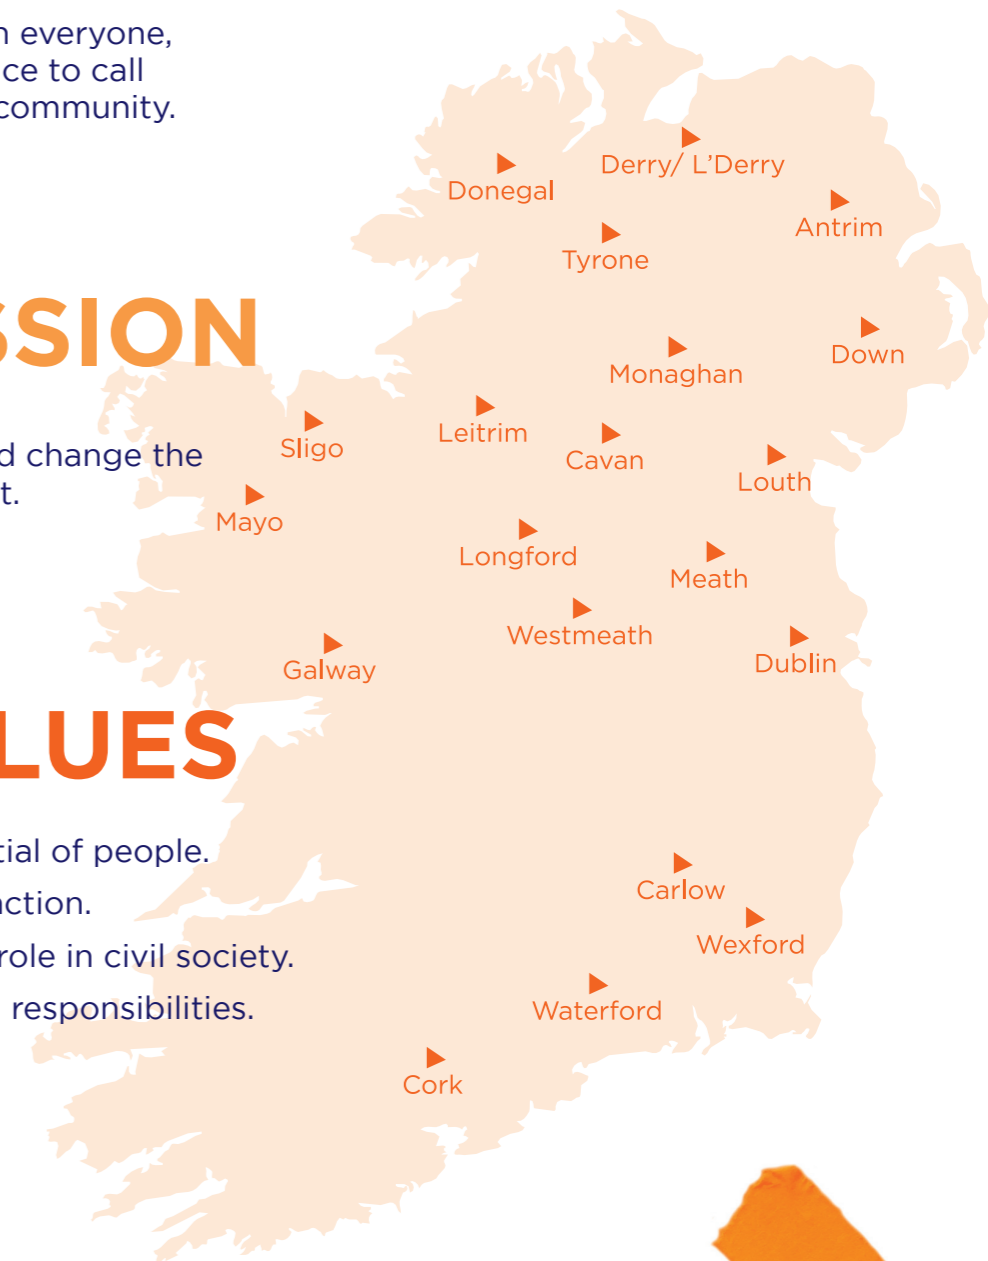 n everyone,
ce to call
community.
Derry/ L'Derry
Donegal
Antrim
Tyrone
SSION
Down
Monaghan
Sligo
Leitrim
Cavan
d change the
Louth
t.
Mayo
Longford
Meath
Westmeath
Dublin
Galway
LUES
tial of people.
action.
Carlow
Wexford
role in civil society.
responsibilities.
Waterford
Cork